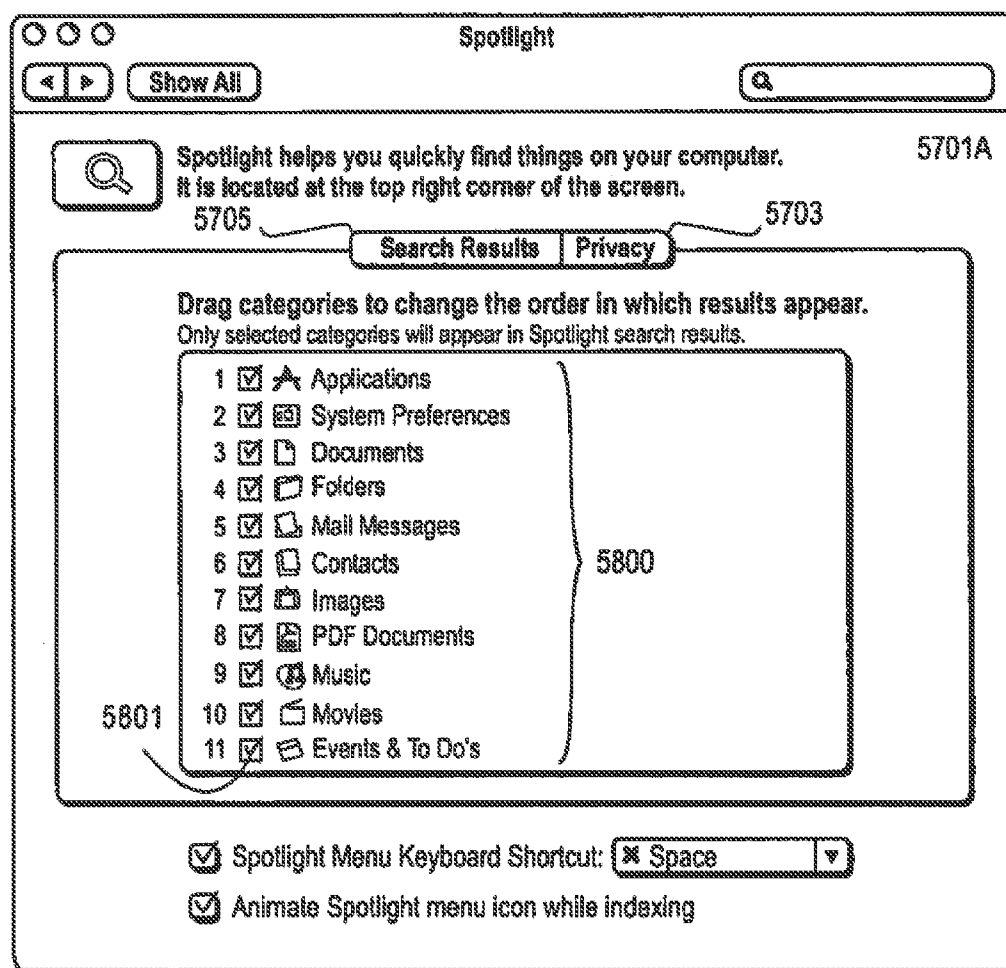 Spotlight
Show All
5701A
Spotlight helps you quickly find things on your computer.
It is located at the top right corner of the screen.
5705
5703
Search Results Privacy
Drag categories to change the order in which results appear.
Only selected categories will appear in Spotlight search results.
1 Applications
2 System Preferences
3 Documents
4 Folders
5 Mail Messages
6 Contacts
7 Images
8 PDF Documents
9 Music
10 Movies
11 Events & To Do's
5800
5801
Spotlight Menu Keyboard Shortcut: ⌘ Space
Animate Spotlight menu icon while indexing